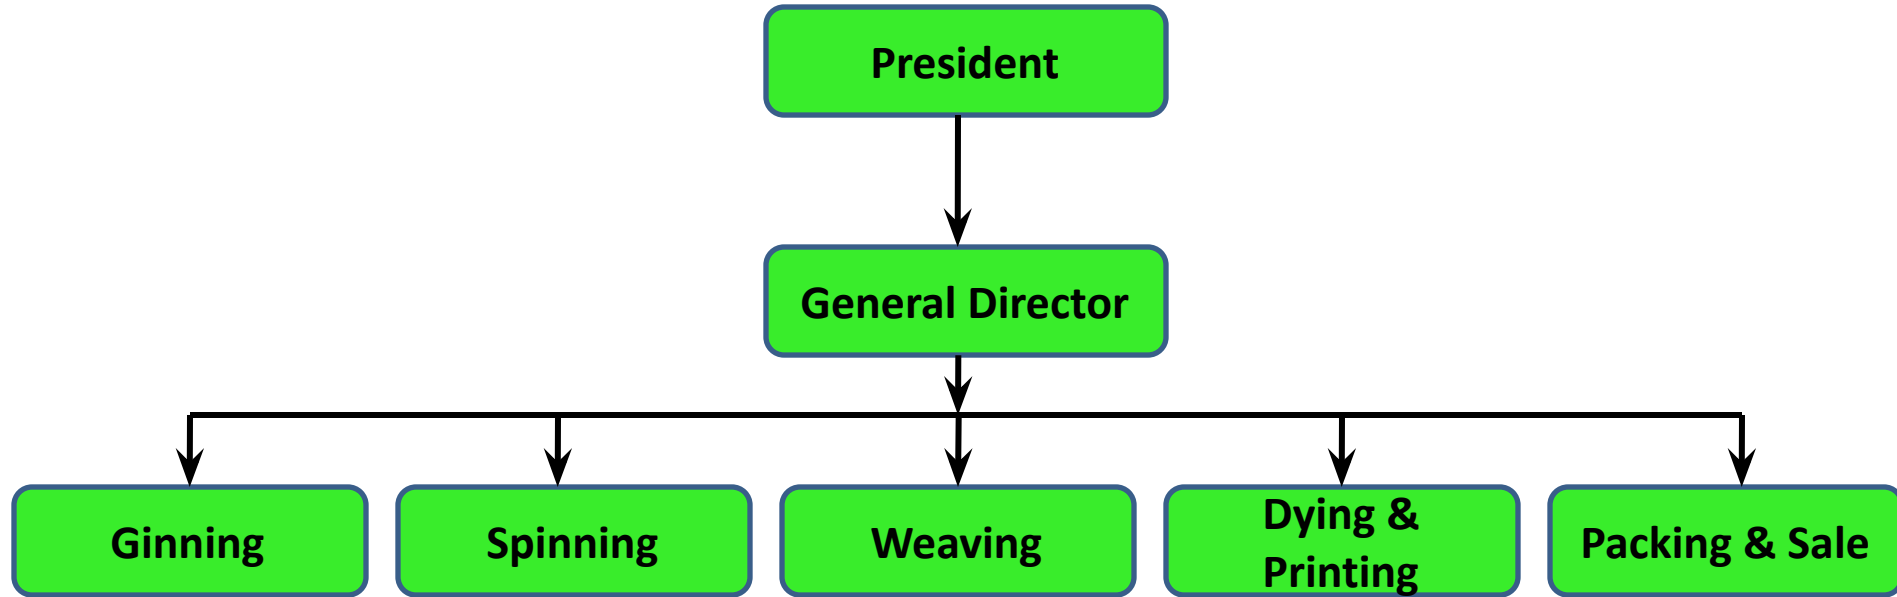 President
General Director
Ginning
Spinning
Weaving
Dying &
Printing
Packing & Sale